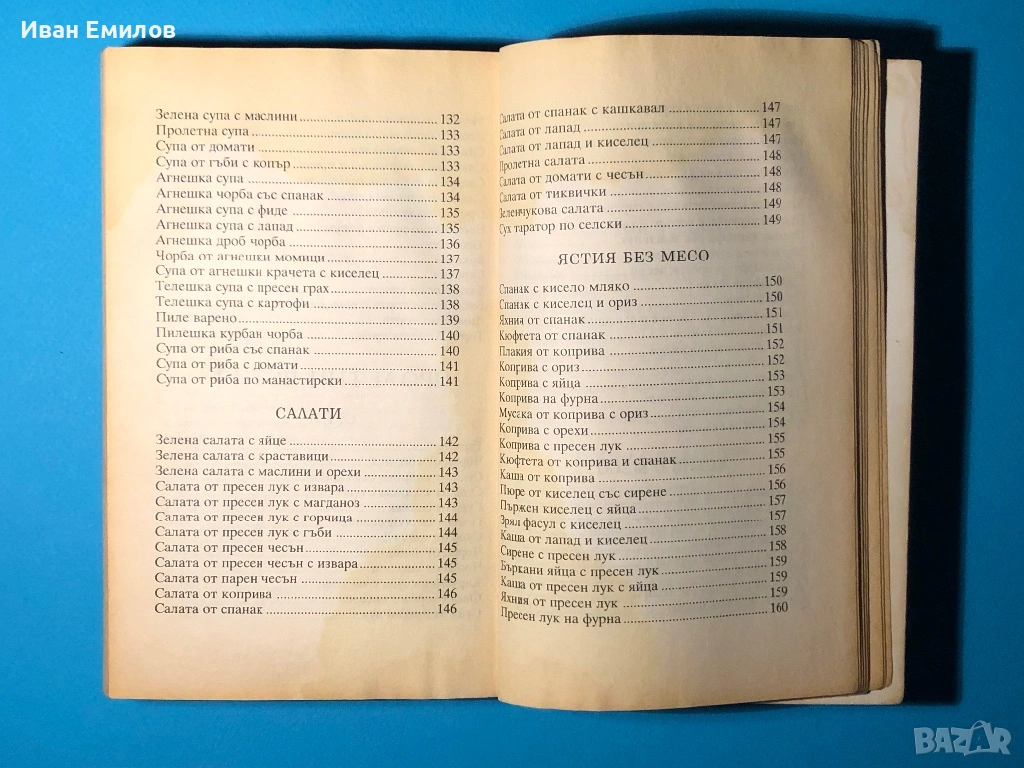 Иван Емилов
Зелена супа с маслини 132
Пролетна супа 133
Супа от домати 133
Супа от гъби с копър 133
Агнешка супа 134
Агнешка чорба със спанак 134
Агнешка супа с фиде 135
Агнешка супа с лапад 135
Агнешка дроб чорба 136
Чорба от агнешки момици 137
Супа от агнешки крачета с киселец 137
Телешка супа с пресен грах 138
Телешка супа с картофи 138
Пиле варено 139
Пилешка курбан чорба 140
Супа от риба със спанак 140
Супа от риба с домати 141
Супа от риба по манастирски 141
САЛАТИ
Зелена салата с яйце 142
Зелена салата с краставици 142
Зелена салата с маслини и орехи 143
Салата от пресен лук с извара 143
Салата от пресен лук с магданоз 143
Салата от пресен лук с горчица 144
Салата от пресен лук с гъби 144
Салата от пресен чесън 145
Салата от пресен чесън с извара 145
Салата от парен чесън 145
Салата от коприва 146
Салата от спанак 146
Салата от спанак с кашкавал 147
Салата от лапад 147
Салата от лапад и киселец 147
Пролетна салата 148
Салата от домати с чесън 148
Салата от тиквички 148
Зеленчукова салата 149
Сух таратор по селски 149
ЯСТИЯ БЕЗ МЕСО
Спанак с кисело мляко 150
Спанак с киселец и ориз 150
Яхния от спанак 151
Кюфтета от спанак 151
Плакия от коприва 152
Коприва с ориз 152
Коприва с яйца 153
Коприва на фурна 153
Мусака от коприва с ориз 154
Коприва с орехи 154
Коприва с пресен лук 155
Кюфтета от коприва и спанак 155
Каша от коприва 156
Пюре от киселец със сирене 156
Пържен киселец с яйца 157
Зрял фасул с киселец 157
Каша от лапад и киселец 158
Сирене с пресен лук 158
Бъркани яйца с пресен лук 159
Каша от пресен лук с яйца 159
Яхния от пресен лук 159
Пресен лук на фурна 160
BAZAR